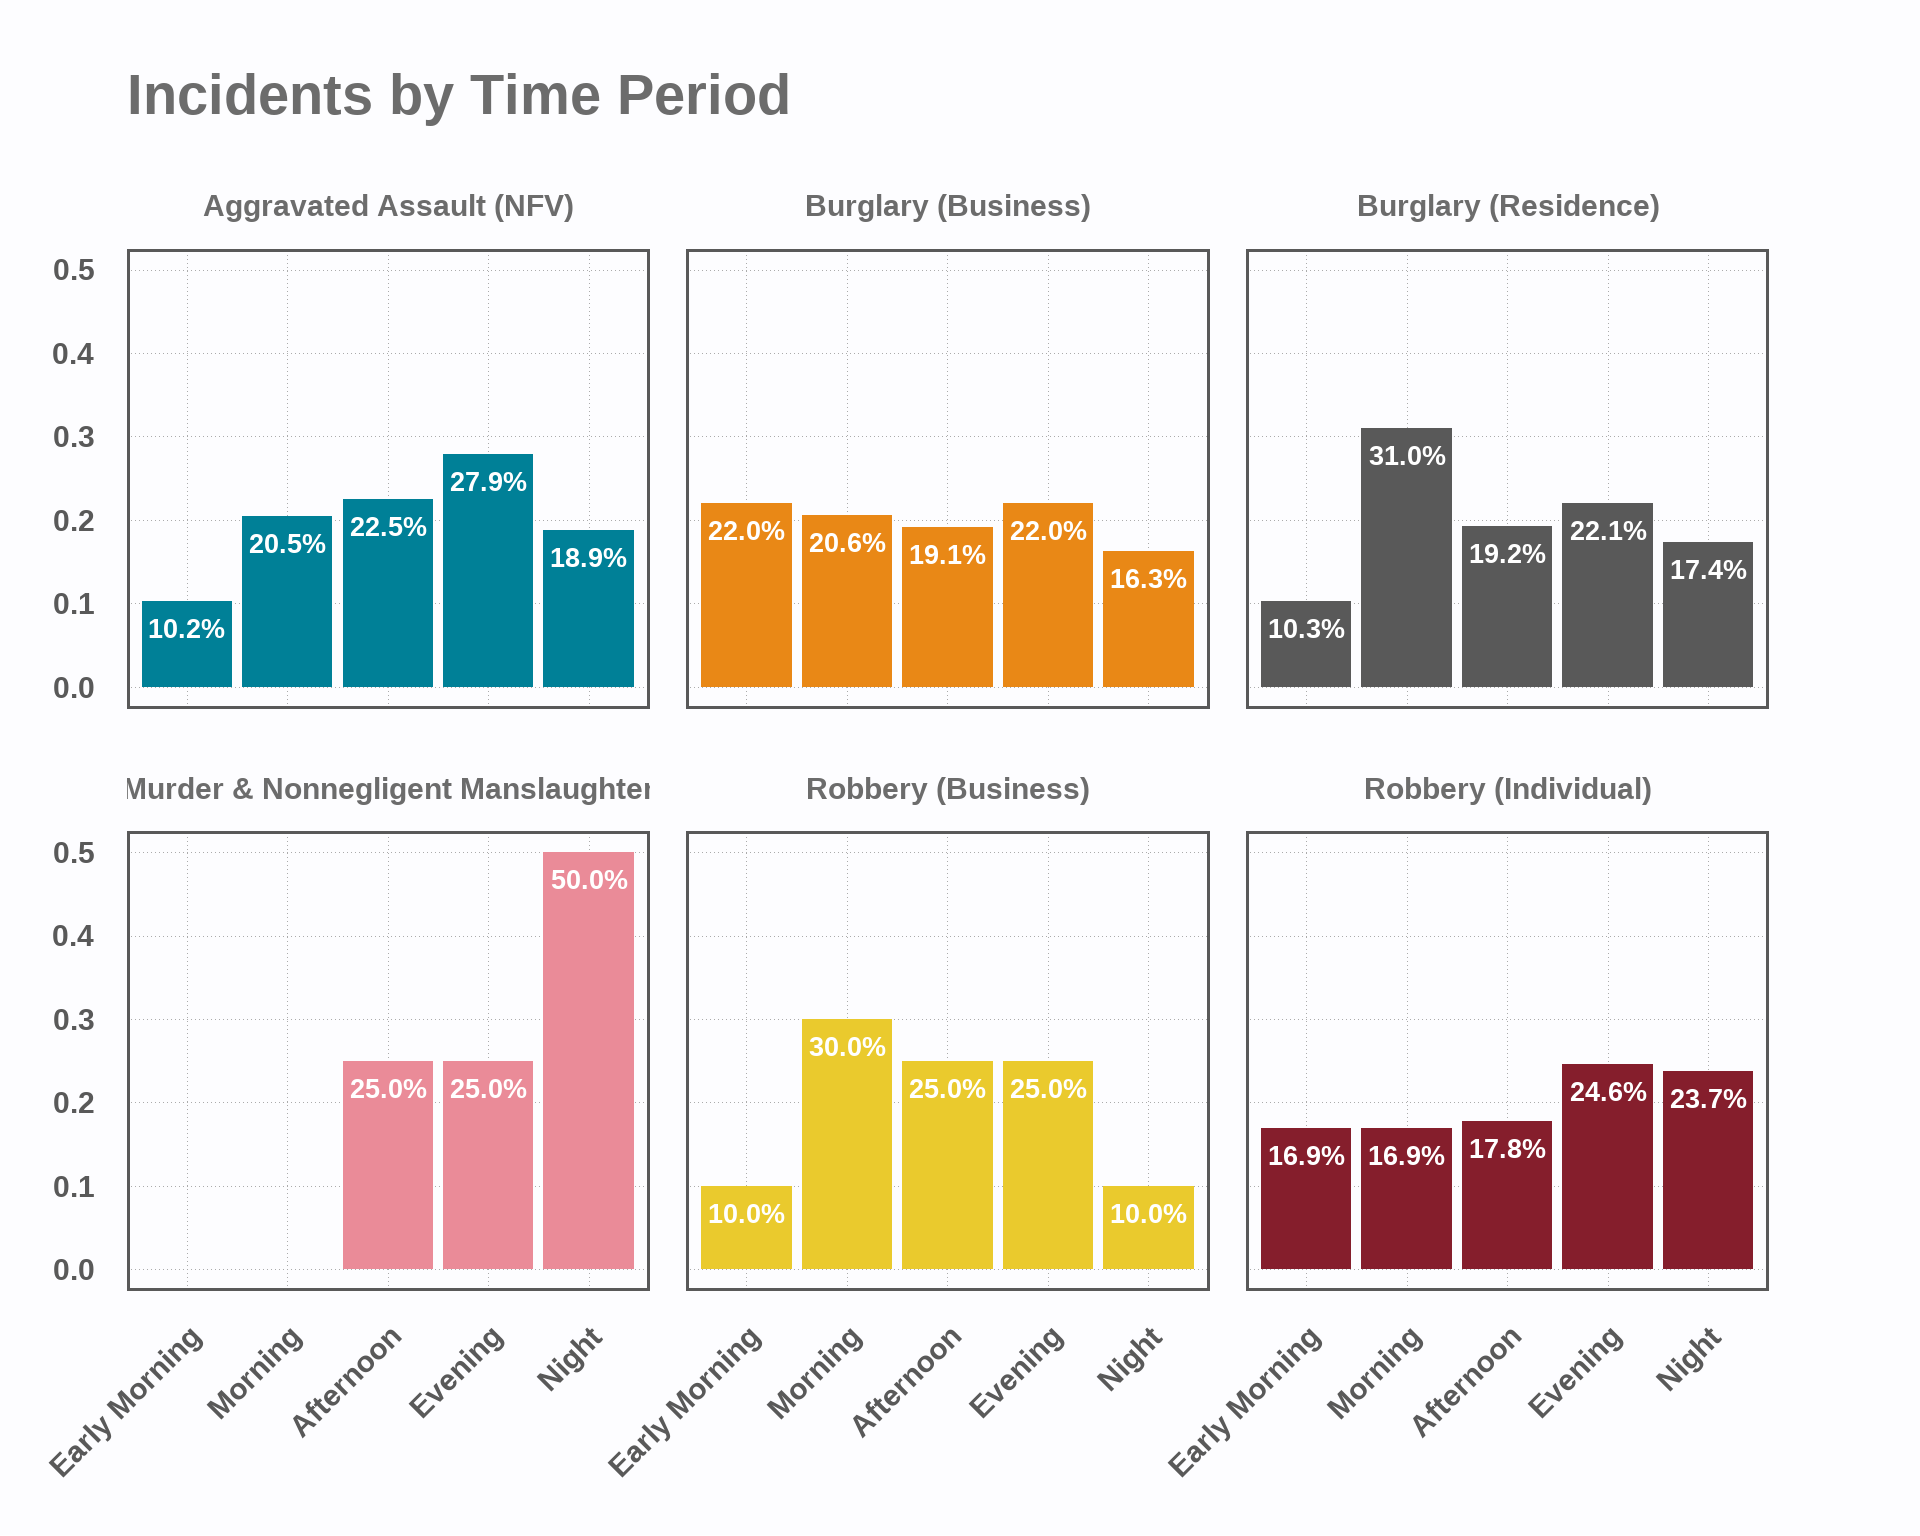 Incidents by Time Period
Aggravated Assault (NFV)
Burglary (Business)
Burglary (Residence)
0.5
0.4
0.3
0.2
0.1
0.0
10.2%
20.5%
22.5%
27.9%
18.9%
22.0%
20.6%
19.1%
22.0%
16.3%
10.3%
31.0%
19.2%
22.1%
17.4%
Murder & Nonnegligent Manslaughter
Robbery (Business)
Robbery (Individual)
0.5
0.4
0.3
0.2
0.1
0.0
25.0%
25.0%
50.0%
10.0%
30.0%
25.0%
25.0%
10.0%
16.9%
16.9%
17.8%
24.6%
23.7%
Early Morning
Morning
Afternoon
Evening
Night
Early Morning
Morning
Afternoon
Evening
Night
Early Morning
Morning
Afternoon
Evening
Night